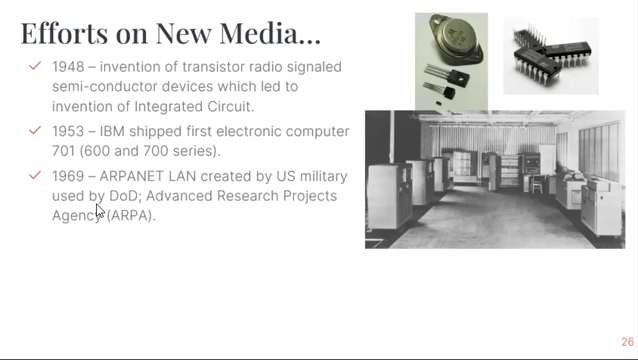 Efforts on New Media...
1948 – invention of transistor radio signaled
semi-conductor devices which led to
invention of Integrated Circuit.
1953 – IBM shipped first electronic computer
701 (600 and 700 series).
1969 – ARPANET LAN created by US military
used by DoD; Advanced Research Projects
Agency (ARPA).
26